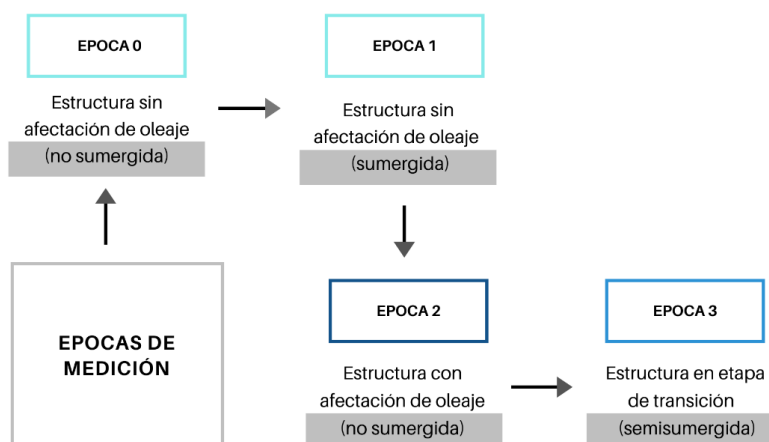 EPOCA 0
Estructura sin
afectación de oleaje
(no sumergida)
EPOCA 1
Estructura sin
afectación de oleaje
(sumergida)
EPOCAS DE
MEDICIÓN
EPOCA 2
Estructura con
afectación de oleaje
(no sumergida)
EPOCA 3
Estructura en etapa
de transición
(semisumergida)